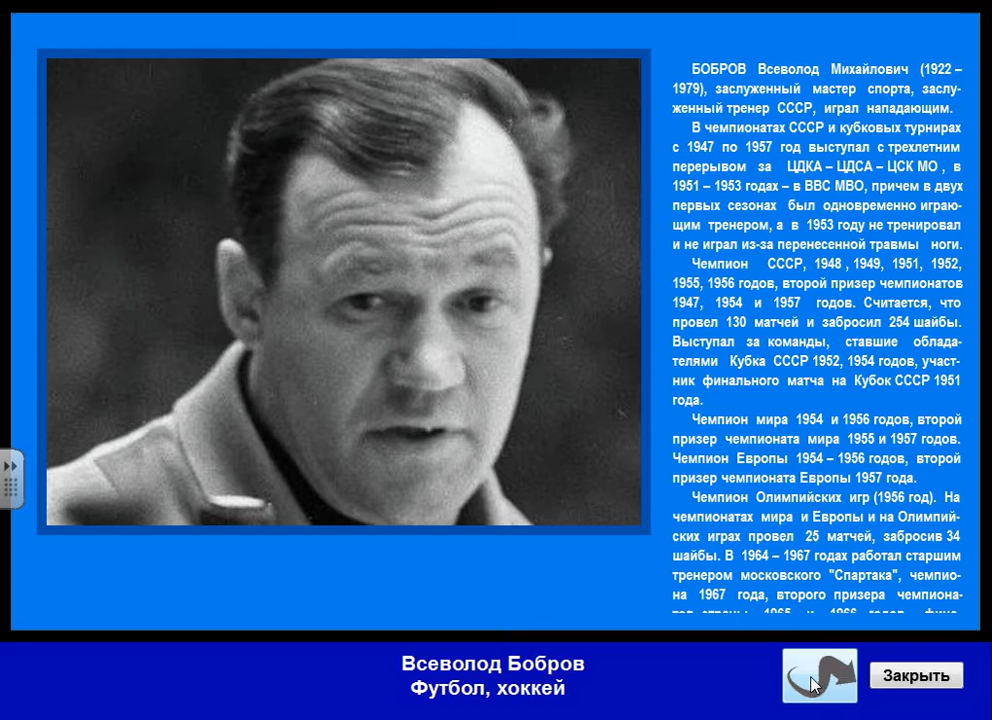 БОБРОВ Всеволод Михайлович (1922 –
1979), заслуженный мастер спорта, заслу-
женный тренер СССР, играл нападающим.
В чемпионатах СССР и кубковых турнирах
с 1947 по 1957 год выступал с трехлетним
перерывом за ЦДКА – ЦДСА – ЦСК МО , в
1951 – 1953 годах – в ВВС МВО, причем в двух
первых сезонах был одновременно играю-
щим тренером, а в 1953 году не тренировал
и не играл из-за перенесенной травмы ноги.
Чемпион СССР, 1948 , 1949, 1951, 1952,
1955, 1956 годов, второй призер чемпионатов
1947, 1954 и 1957 годов. Считается, что
провел 130 матчей и забросил 254 шайбы.
Выступал за команды, ставшие облада-
телями Кубка СССР 1952, 1954 годов, участ-
ник финального матча на Кубок СССР 1951
года.
Чемпион мира 1954 и 1956 годов, второй
призер чемпионата мира 1955 и 1957 годов.
Чемпион Европы 1954 – 1956 годов, второй
призер чемпионата Европы 1957 года.
Чемпион Олимпийских игр (1956 год). На
чемпионатах мира и Европы и на Олимпий-
ских играх провел 25 матчей, забросив 34
шайбы. В 1964 – 1967 годах работал старшим
тренером московского "Спартака", чемпио-
на 1967 года, второго призера чемпиона-
тов страны 1965 и 1966 годов,
Всеволод Бобров
Футбол, хоккей
Закрыть